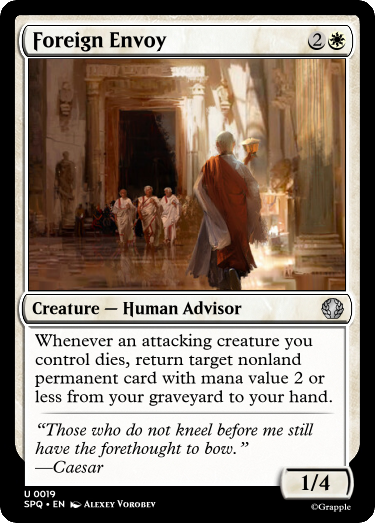 Foreign Envoy 2
Creature — Human Advisor
Whenever an attacking creature you
control dies, return target nonland
permanent card with mana value 2 or
less from your graveyard to your hand.
“Those who do not kneel before me still
have the forethought to bow.”
—Caesar
1/4
U 0019
SPQ • EN Alexey Vorobev
©Grapple